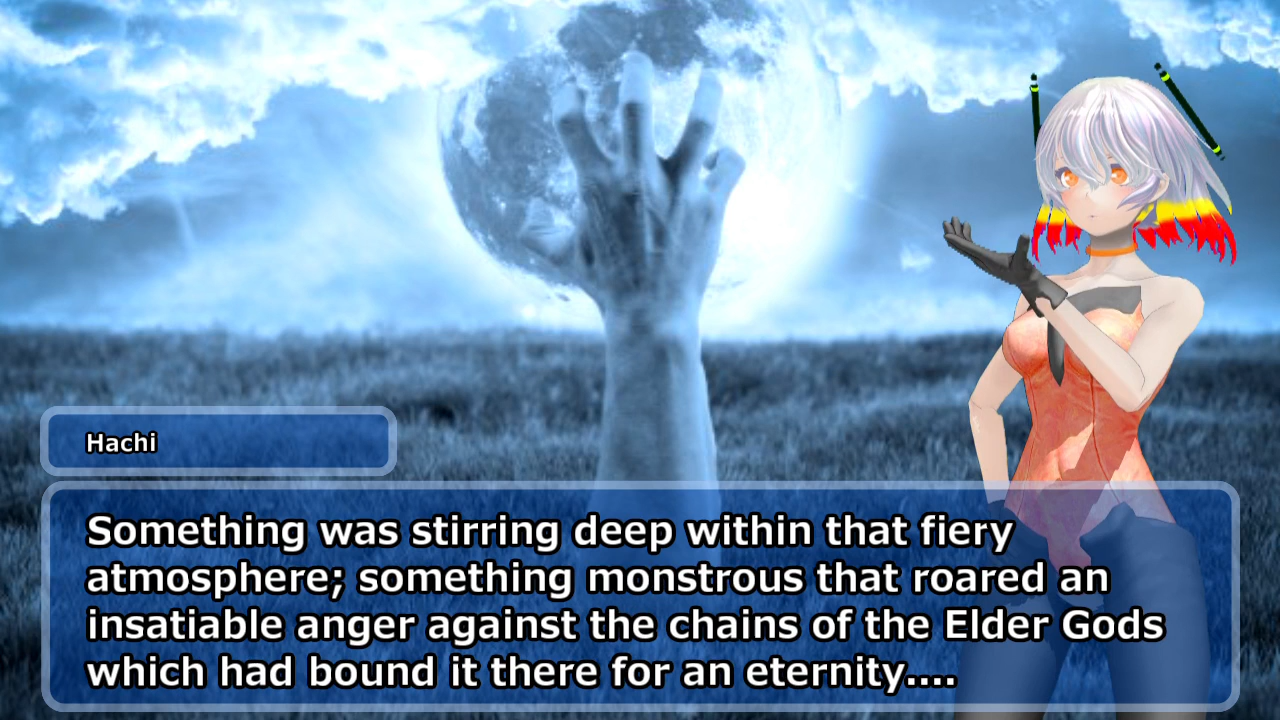 Hachi
Something was stirring deep within that fiery
atmosphere; something monstrous that roared an
insatiable anger against the chains of the Elder Gods
which had bound it there for an eternity....